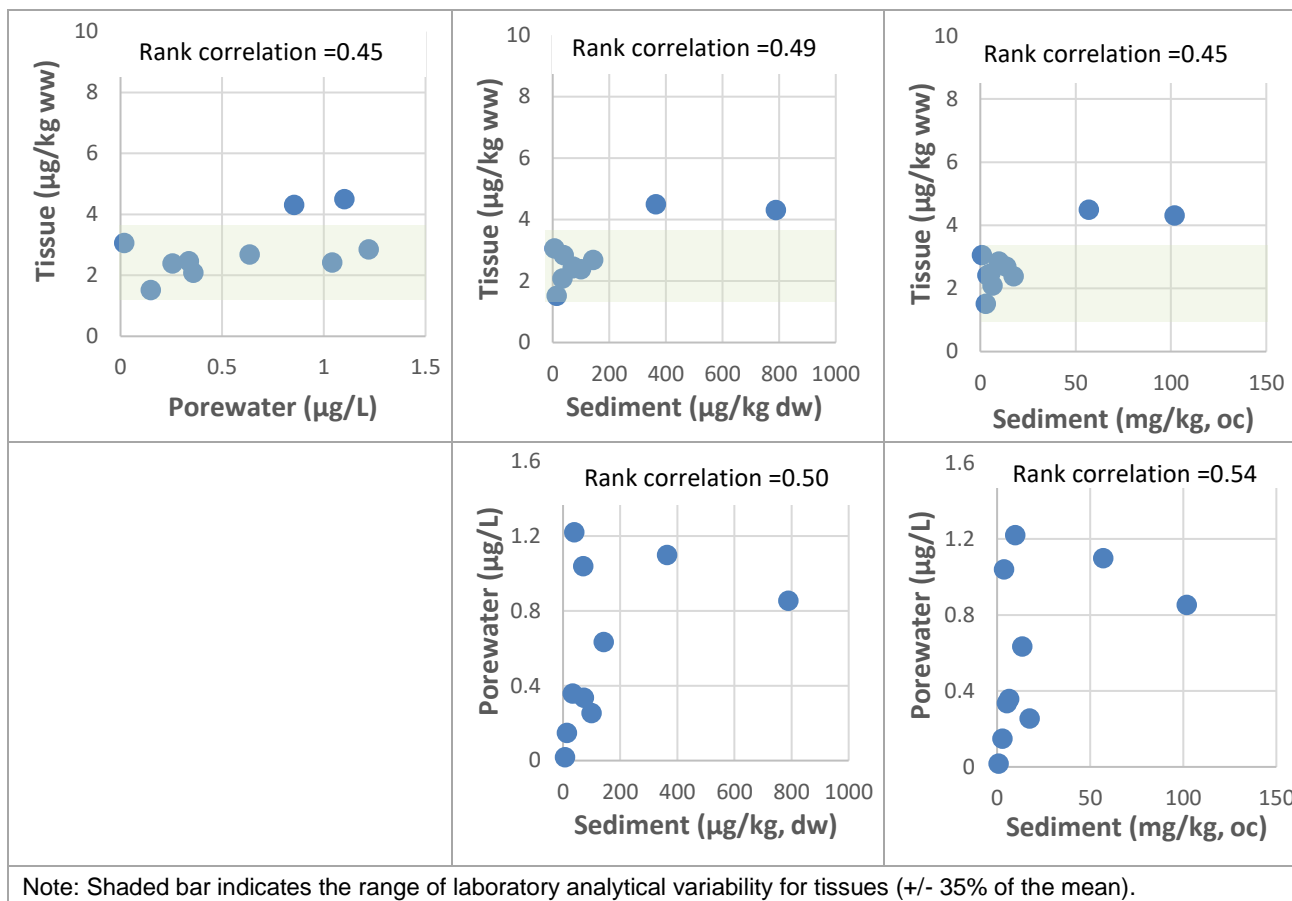 Rank correlation =0.45
10
8
6
4
2
0
Tissue (µg/kg ww)
0 0.5 1 1.5
Porewater (µg/L)
Rank correlation =0.49
10
8
6
4
2
0
Tissue (µg/kg ww)
0 200 400 600 800 1000
Sediment (µg/kg dw)
Rank correlation =0.45
10
8
6
4
2
0
Tissue (µg/kg ww)
0 50 100 150
Sediment (mg/kg, oc)
Rank correlation =0.50
1.6
1.2
0.8
0.4
0
Porewater (µg/L)
0 200 400 600 800 1000
Sediment (µg/kg, dw)
Rank correlation =0.54
1.6
1.2
0.8
0.4
0
Porewater (µg/L)
0 50 100 150
Sediment (mg/kg, oc)
Note: Shaded bar indicates the range of laboratory analytical variability for tissues (+/- 35% of the mean).